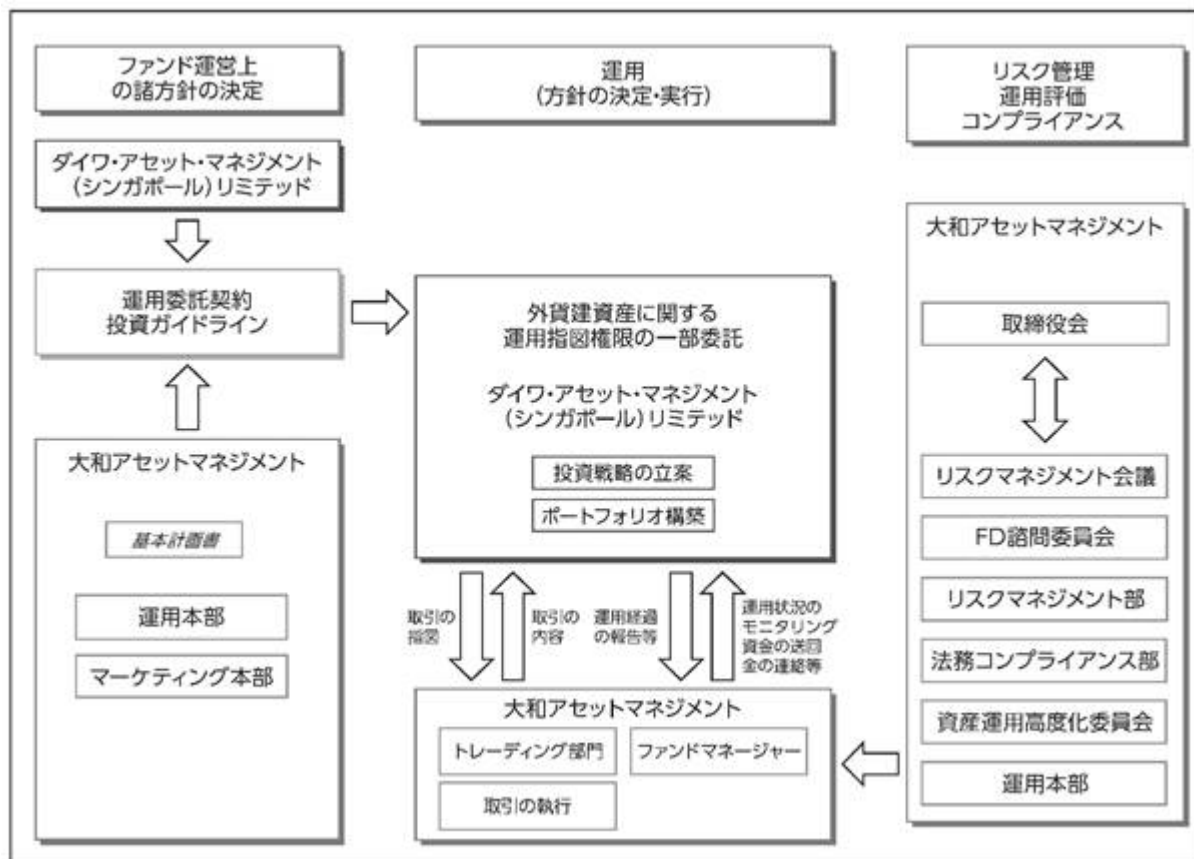 ファンド運営上
の諸方針の決定
ダイワ・アセット・マネジメント
(シンガポール)リミテッド
運用委託契約
投資ガイドライン
大和アセットマネジメント
基本計画書
運用本部
マーケティング本部
運用
(方針の決定・実行)
外貨建資産に関する
運用指図権限の一部委託
ダイワ・アセット・マネジメント
(シンガポール)リミテッド
投資戦略の立案
ポートフォリオ構築
取引の
指図
取引の
内容
運用経過
の報告等
運用状況の
モニタリング
資金の送回
金の連絡等
大和アセットマネジメント
トレーディング部門
ファンドマネージャー
取引の執行
リスク管理
運用評価
コンプライアンス
大和アセットマネジメント
取締役会
リスクマネジメント会議
FD諮問委員会
リスクマネジメント部
法務コンプライアンス部
資産運用高度化委員会
運用本部